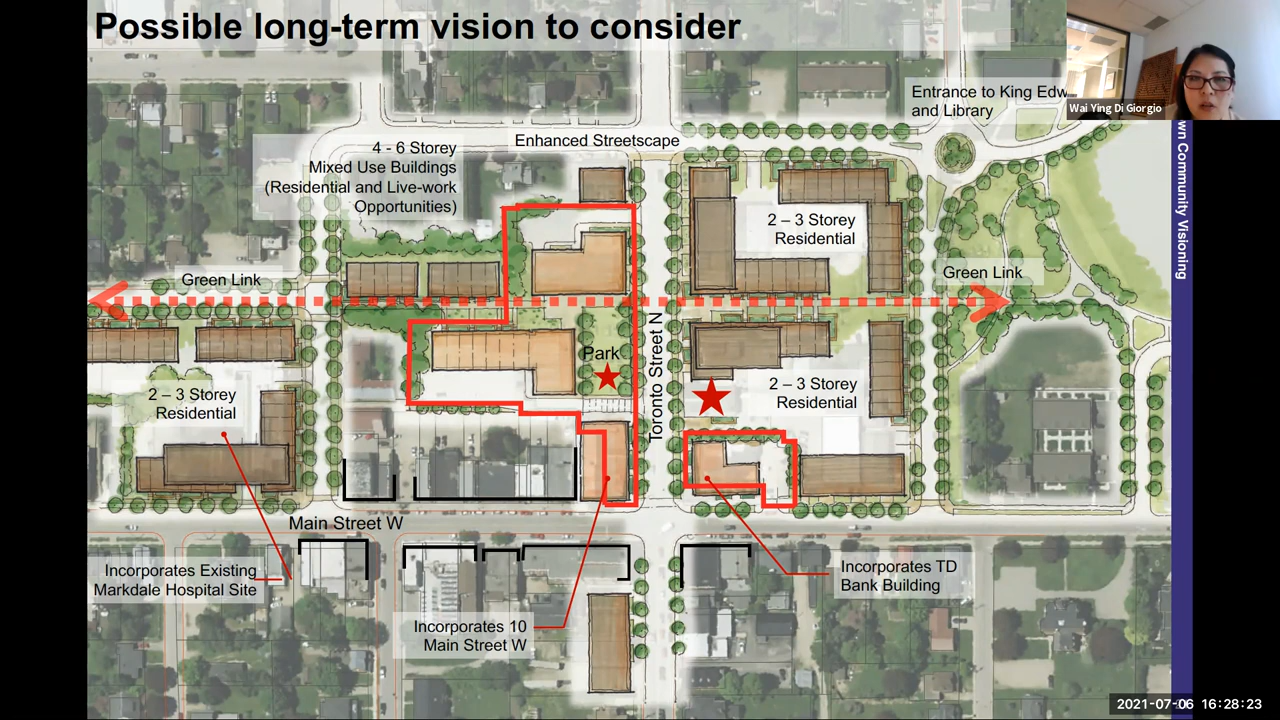 Possible long-term vision to consider
Entrance to King Edw
and Library
Wai Ying Di Giorgio
Enhanced Streetscape
4 - 6 Storey
Mixed Use Buildings
(Residential and Live-work
Opportunities)
2 – 3 Storey
Residential
Green Link
Green Link
Park
Toronto Street N
2 – 3 Storey
Residential
2 – 3 Storey
Residential
Main Street W
Incorporates Existing
Markdale Hospital Site
Incorporates TD
Bank Building
Incorporates 10
Main Street W
wn Community Visioning
2021-07-06 16:28:23